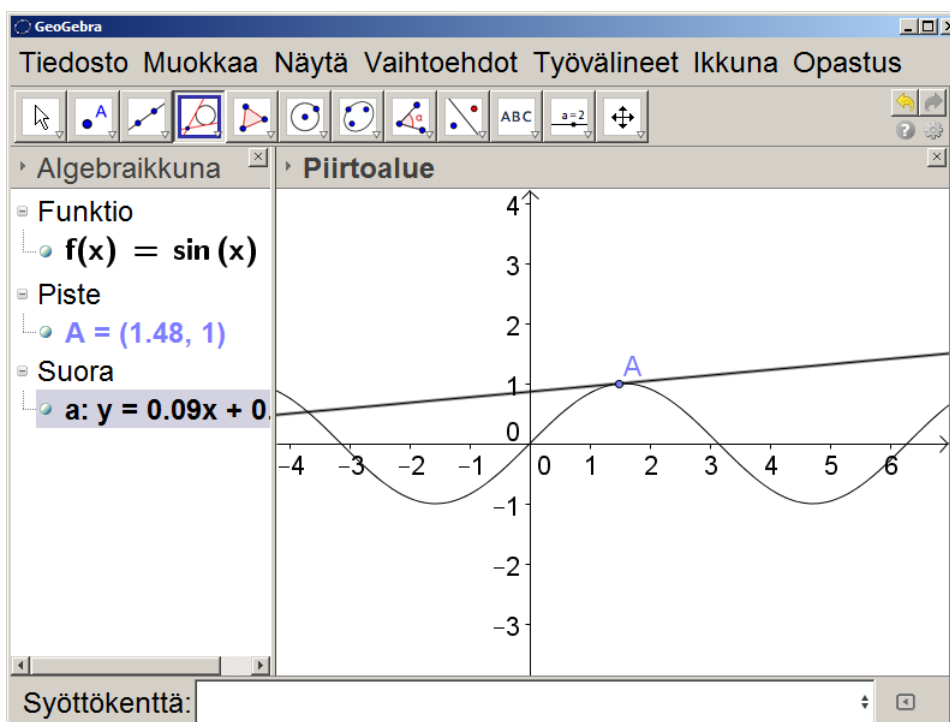 GeoGebra
Tiedosto Muokkaa Näytä Vaihtoehdot Työvälineet Ikkuna Opastus
A α ABC a=2
Algebraikkuna
Piirtoalue
Funktio
f(x) = sin (x)
Piste
A = (1.48, 1)
Suora
a: y = 0.09x + 0.
4
3
2
A
1
0
−4 −3 −2 −1 0 1 2 3 4 5 6
−1
−2
−3
Syöttökenttä: